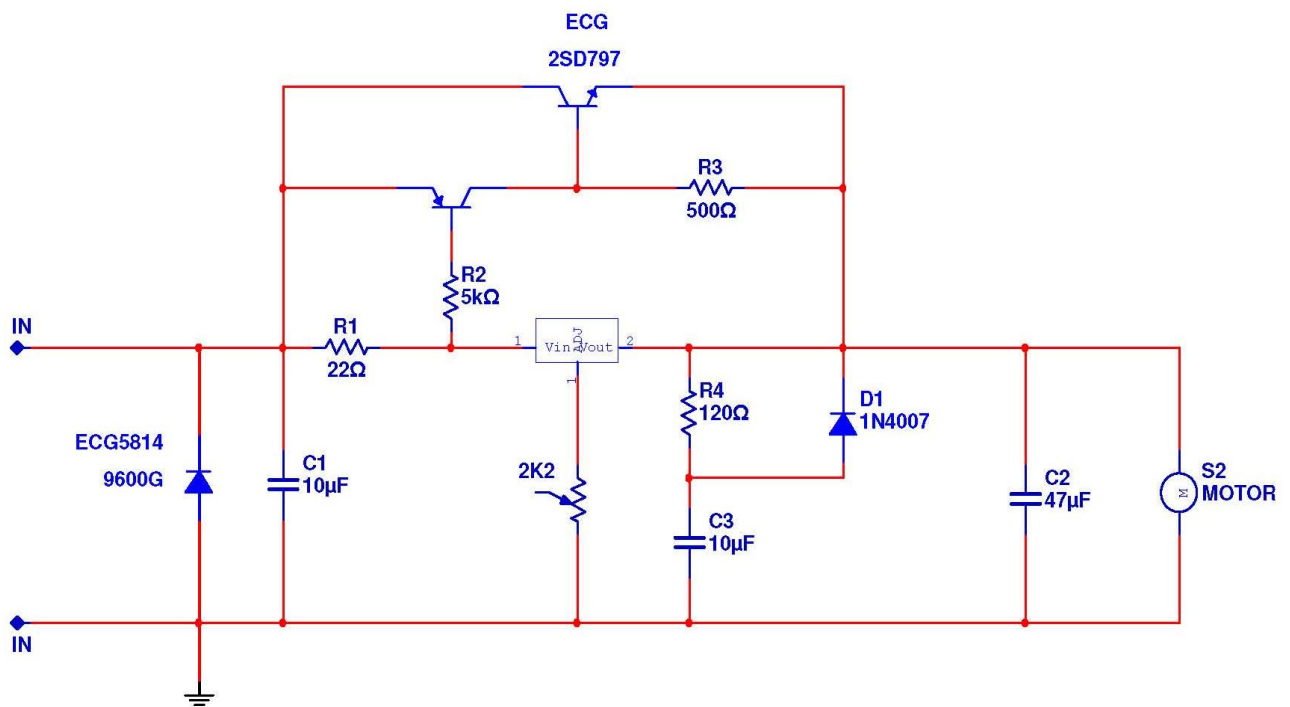 ECG
2SD797
R3
500Ω
R2
5kΩ
IN
R1
22Ω
1
Vin
ADJ
Vout
2
1
R4
120Ω
D1
1N4007
ECG5814
9600G
C1
10µF
2K2
C3
10µF
C2
47µF
S2
M
MOTOR
IN